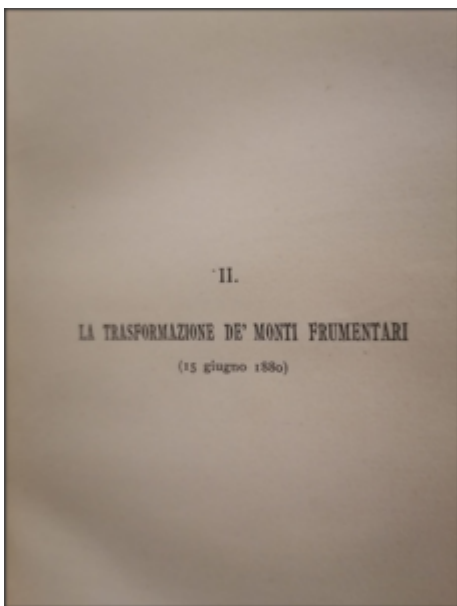 II.
LA TRASFORMAZIONE DE' MONTI FRUMENTARI
(15 giugno 1880)